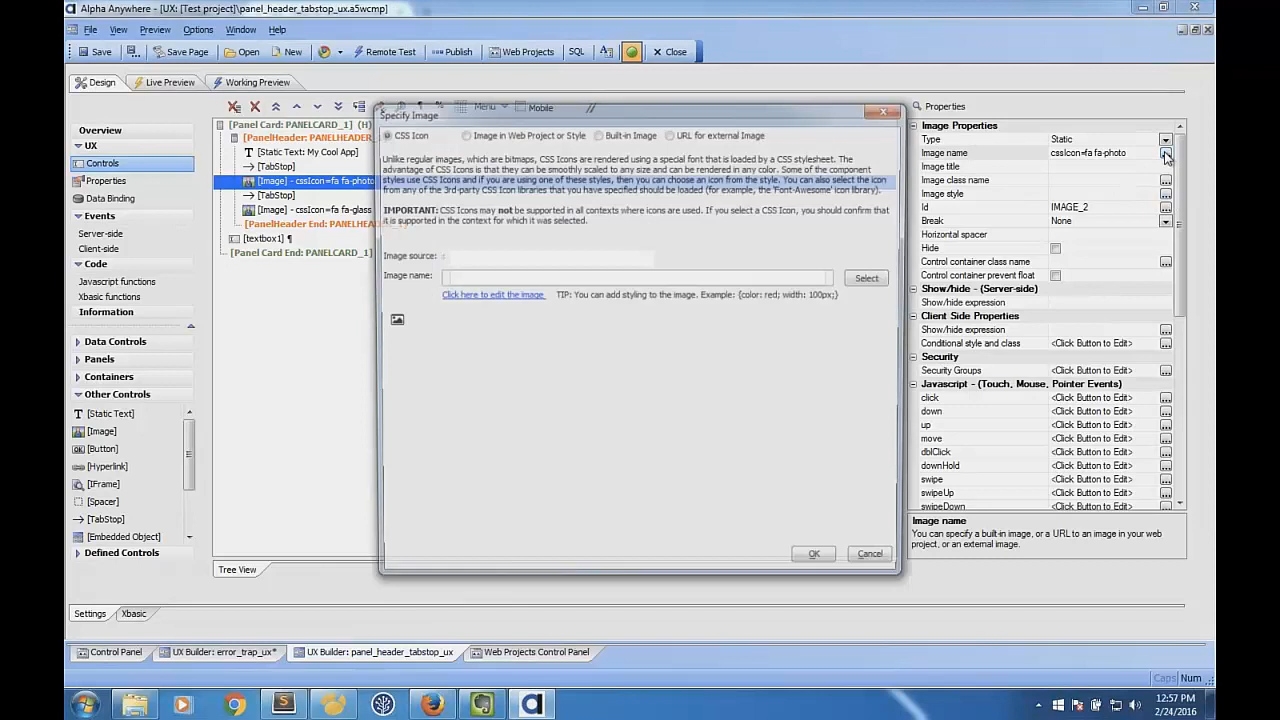 Alpha Anywhere - [UX: [Test project]\panel_header_tabstop_ux.a5wcmp]
File View Preview Options Window Help
Save Save Page Open New Remote Test Publish Web Projects SQL Close
Design Live Preview Working Preview
Menu Mobile
Overview
UX
Controls
Properties
Data Binding
Events
Server-side
Client-side
Code
Javascript functions
Xbasic functions
Information
Data Controls
Panels
Containers
Other Controls
[Static Text]
[Image]
[Button]
[Hyperlink]
[IFrame]
[Spacer]
[TabStop]
[Embedded Object]
Defined Controls
[Panel Card: PANELCARD_1] (H)
[PanelHeader: PANELHEADER_
[Static Text: My Cool App]
[TabStop]
[Image] - cssIcon=fa fa-photo
[TabStop]
[Image] - cssIcon=fa fa-glass
[PanelHeader End: PANELHEADER_1]
[textbox1] ¶
[Panel Card End: PANELCARD_1]
Tree View
Specify Image
CSS Icon Image in Web Project or Style Built-in Image URL for external Image
Unlike regular images, which are bitmaps, CSS Icons are rendered using a special font that is loaded by a CSS stylesheet. The
advantage of CSS Icons is that they can be smoothly scaled to any size and can be rendered in any color. Some of the component
styles use CSS Icons and if you are using one of these styles, then you can choose an icon from the style. You can also select the icon
from any of the 3rd-party CSS Icon libraries that you have specified should be loaded (for example, the 'Font-Awesome' icon library).
IMPORTANT: CSS Icons may not be supported in all contexts where icons are used. If you select a CSS Icon, you should confirm that
it is supported in the context for which it was selected.
Image source:
Image name: Select
Click here to edit the image. TIP: You can add styling to the image. Example: {color: red; width: 100px;}
OK Cancel
Properties
Image Properties
Type Static
Image name cssIcon=fa fa-photo
Image title
Image class name
Image style
Id IMAGE_2
Break None
Horizontal spacer
Hide
Control container class name
Control container prevent float
Show/hide - (Server-side)
Show/hide expression
Client Side Properties
Show/hide expression
Conditional style and class <Click Button to Edit>
Security
Security Groups <Click Button to Edit>
Javascript - (Touch, Mouse, Pointer Events)
click <Click Button to Edit>
down <Click Button to Edit>
up <Click Button to Edit>
move <Click Button to Edit>
dblClick <Click Button to Edit>
downHold <Click Button to Edit>
swipe <Click Button to Edit>
swipeUp <Click Button to Edit>
swipeDown <Click Button to Edit>
Image name
You can specify a built-in image, or a URL to an image in your web
project, or an external image.
Settings Xbasic
Control Panel UX Builder: error_trap_ux* UX Builder: panel_header_tabstop_ux Web Projects Control Panel
Caps Num
12:57 PM
2/24/2016